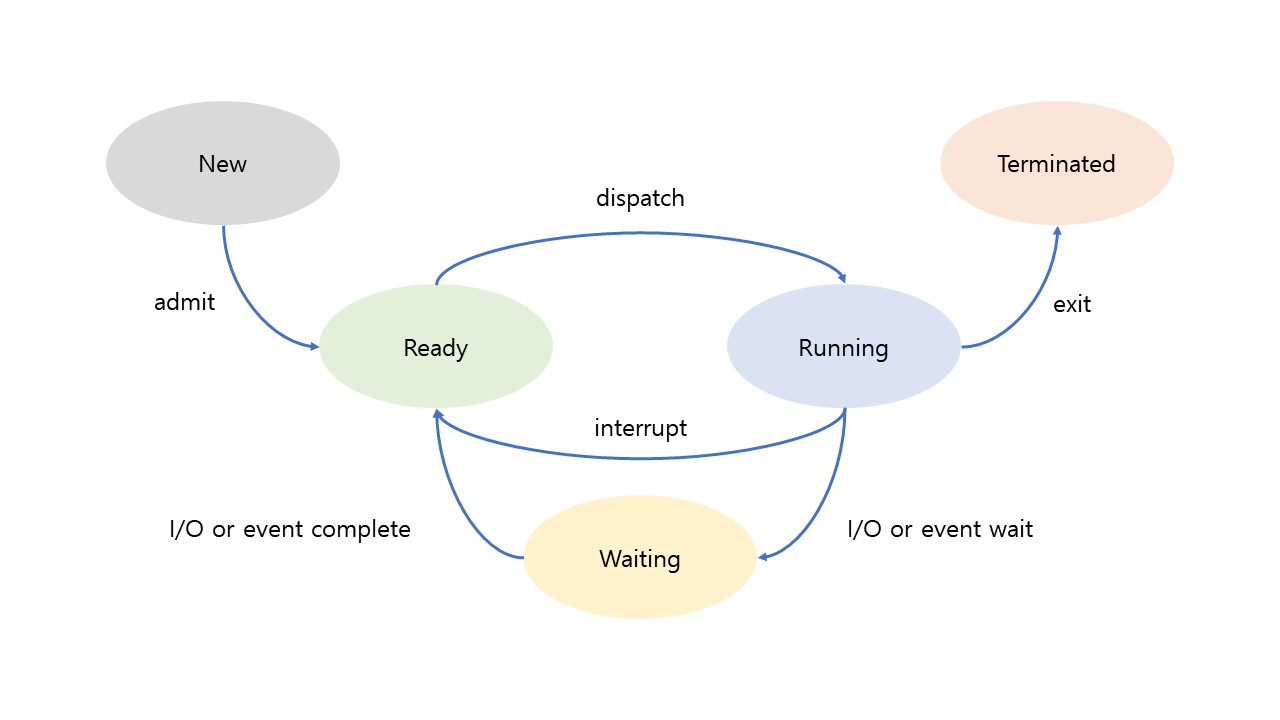 New
Terminated
dispatch
admit
exit
Ready
Running
interrupt
I/O or event complete
I/O or event wait
Waiting